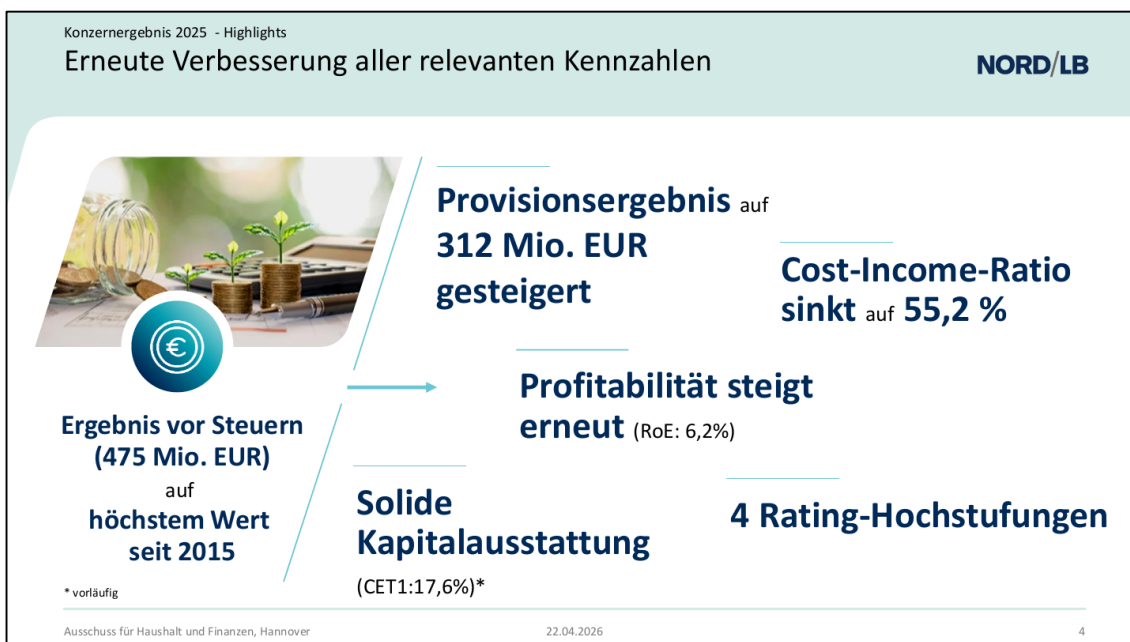 Konzernergebnis 2025 - Highlights
Erneute Verbesserung aller relevanten Kennzahlen
NORD/LB
Provisionsergebnis auf
312 Mio. EUR
gesteigert
Cost-Income-Ratio
sinkt auf 55,2 %
Profitabilität steigt
erneut (RoE: 6,2%)
Ergebnis vor Steuern
(475 Mio. EUR)
auf
höchstem Wert
seit 2015
Solide
Kapitalausstattung
(CET1:17,6%)*
4 Rating-Hochstufungen
* vorläufig
Ausschuss für Haushalt und Finanzen, Hannover
22.04.2026
4